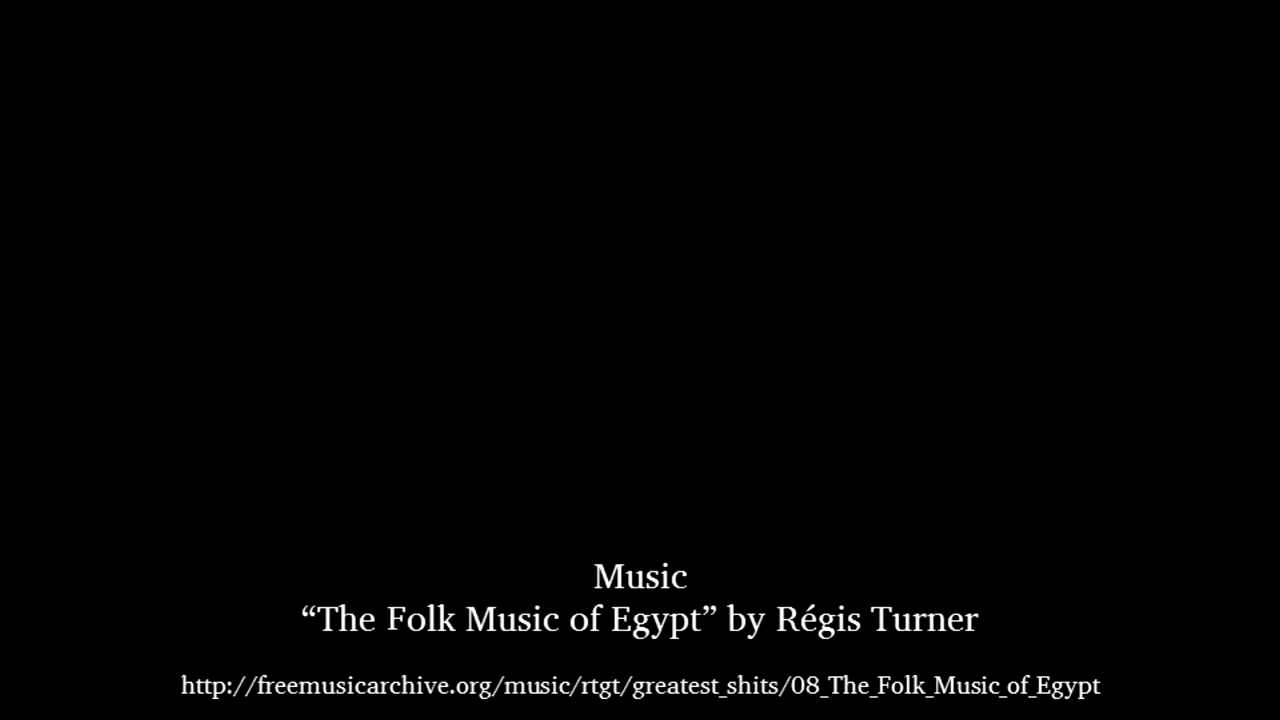 Music
“The Folk Music of Egypt” by Régis Turner
http://freemusicarchive.org/music/rtgt/greatest_shits/08_The_Folk_Music_of_Egypt